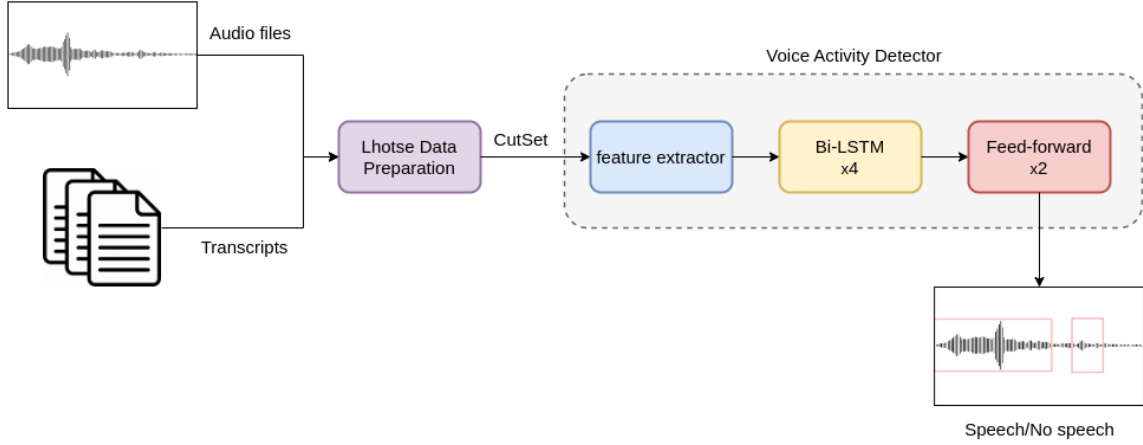 Audio files
Voice Activity Detector
Lhotse Data
Preparation
CutSet
feature extractor
Bi-LSTM
x4
Feed-forward
x2
Transcripts
Speech/No speech